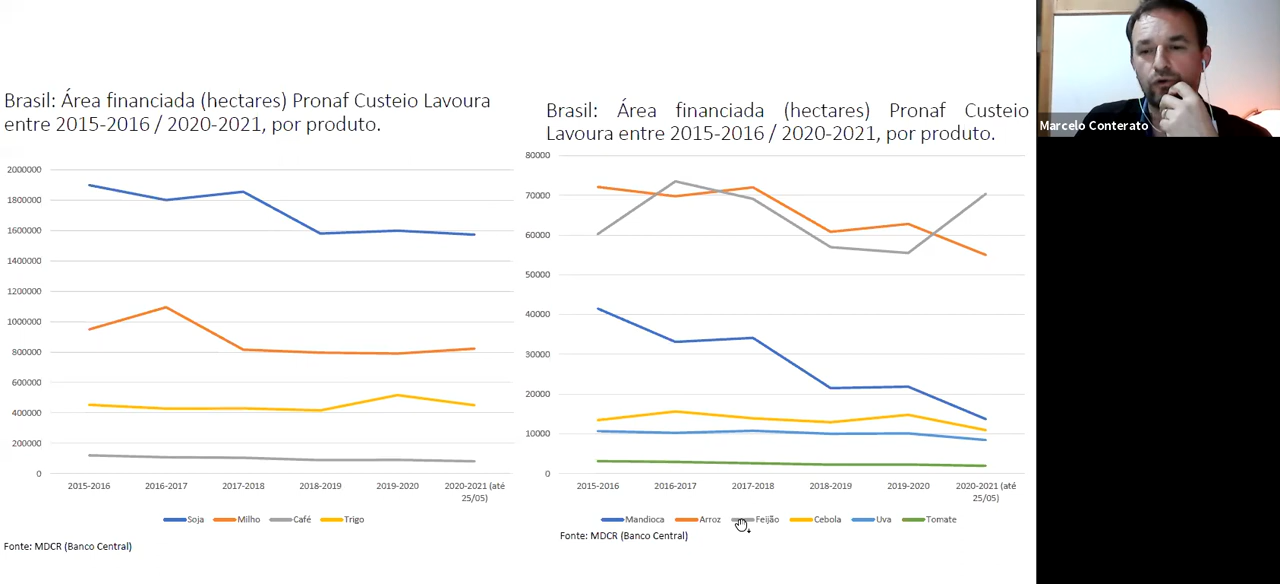 Brasil: Área financiada (hectares) Pronaf Custeio Lavoura
entre 2015-2016 / 2020-2021, por produto.
2000000
1800000
1600000
1400000
1200000
1000000
800000
600000
400000
200000
0
2015-2016 2016-2017 2017-2018 2018-2019 2019-2020 2020-2021 (até
25/05)
Soja Milho Café Trigo
Fonte: MDCR (Banco Central)
Brasil: Área financiada (hectares) Pronaf Custeio
Lavoura entre 2015-2016 / 2020-2021, por produto.
80000
70000
60000
50000
40000
30000
20000
10000
0
2015-2016 2016-2017 2017-2018 2018-2019 2019-2020 2020-2021 (até
25/05)
Mandioca Arroz Feijão Cebola Uva Tomate
Fonte: MDCR (Banco Central)
Marcelo Conterato